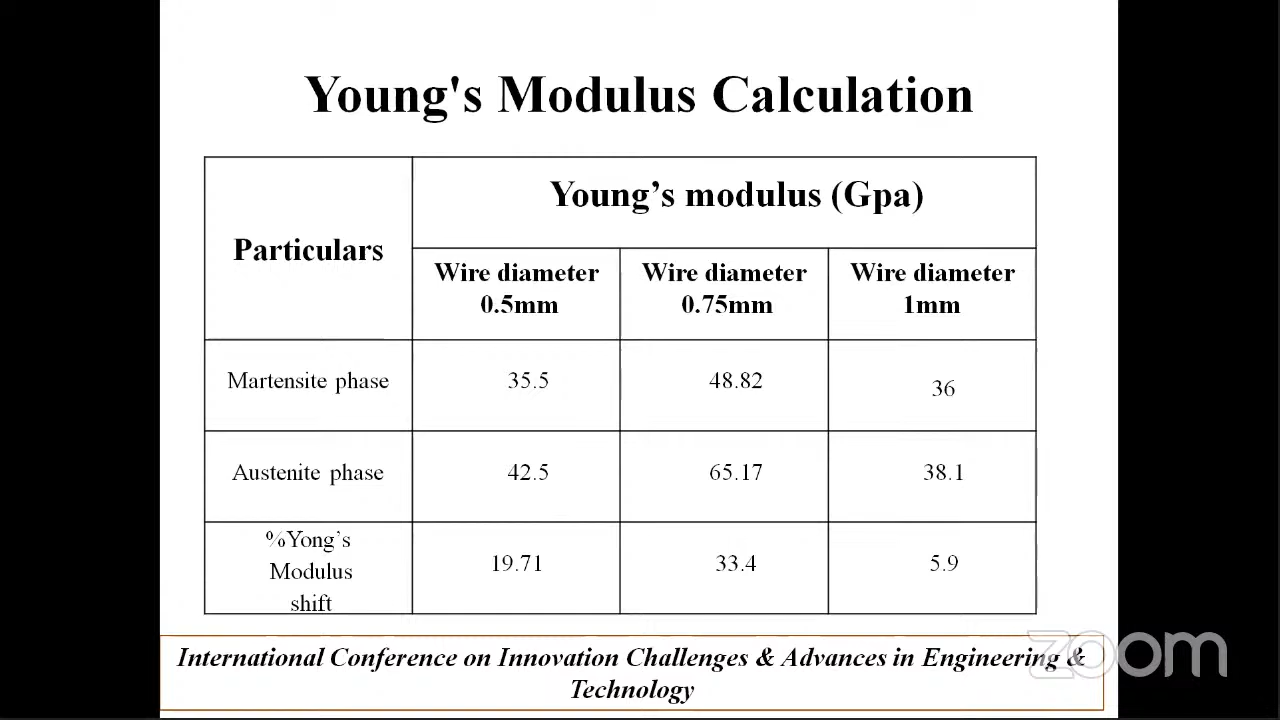 Young's Modulus Calculation
Particulars
Young’s modulus (Gpa)
Wire diameter
0.5mm
Wire diameter
0.75mm
Wire diameter
1mm
Martensite phase
35.5
48.82
36
Austenite phase
42.5
65.17
38.1
%Yong’s
Modulus
shift
19.71
33.4
5.9
International Conference on Innovation Challenges & Advances in Engineering &
Technology
zoom